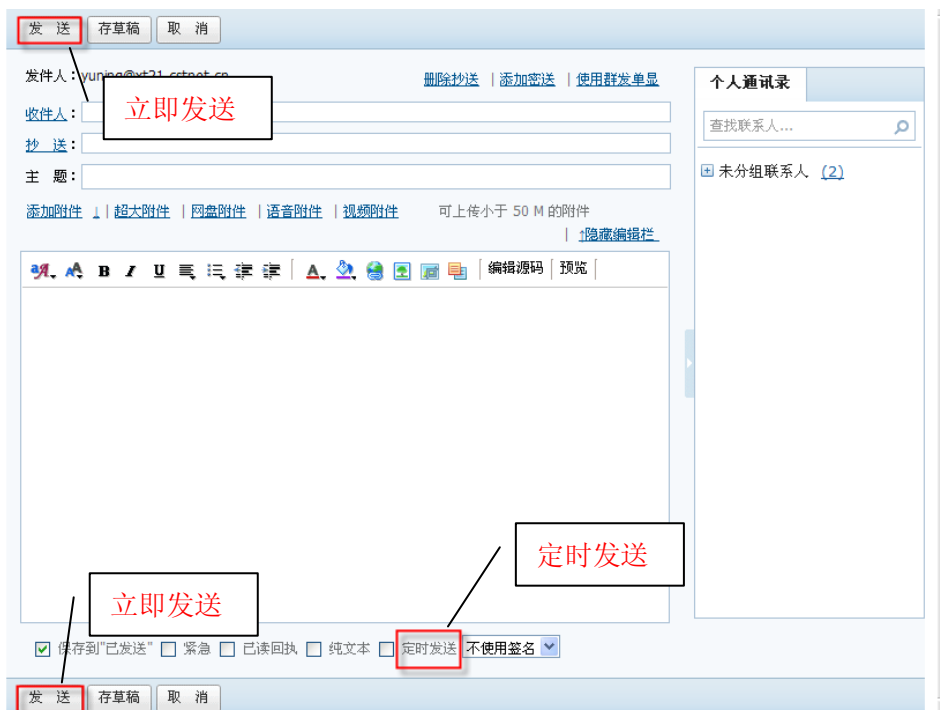 发 送 存草稿 取 消
发件人：yuning@xt21.cstnet.cn 删除抄送 | 添加密送 | 使用群发单显
个人通讯录
立即发送
收件人：
查找联系人...
抄 送：
主 题：
未分组联系人 (2)
添加附件 | 超大附件 | 网盘附件 | 语音附件 | 视频附件 可上传小于 50 M 的附件
| ↑隐藏编辑栏
B I U A 编辑源码 预览
定时发送
立即发送
保存到"已发送" 紧急 已读回执 纯文本 定时发送 不使用签名
发 送 存草稿 取 消